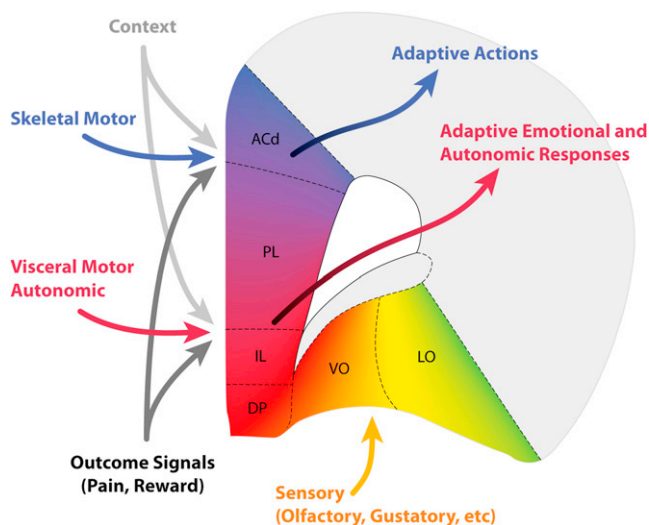 Context
Skeletal Motor
Visceral Motor
Autonomic
Outcome Signals
(Pain, Reward)
ACd
PL
IL
DP
VO
LO
Adaptive Actions
Adaptive Emotional and
Autonomic Responses
Sensory
(Olfactory, Gustatory, etc)